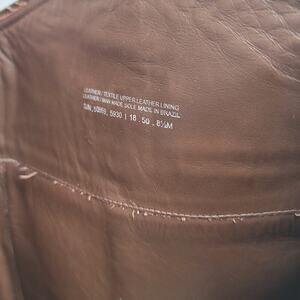 LEATHER/TEXTILE UPPER.LEATHER LINING
LEATHER/MAN MADE SOLE MADE IN BRAZIL
5930 | 18 . 50 . 8½M